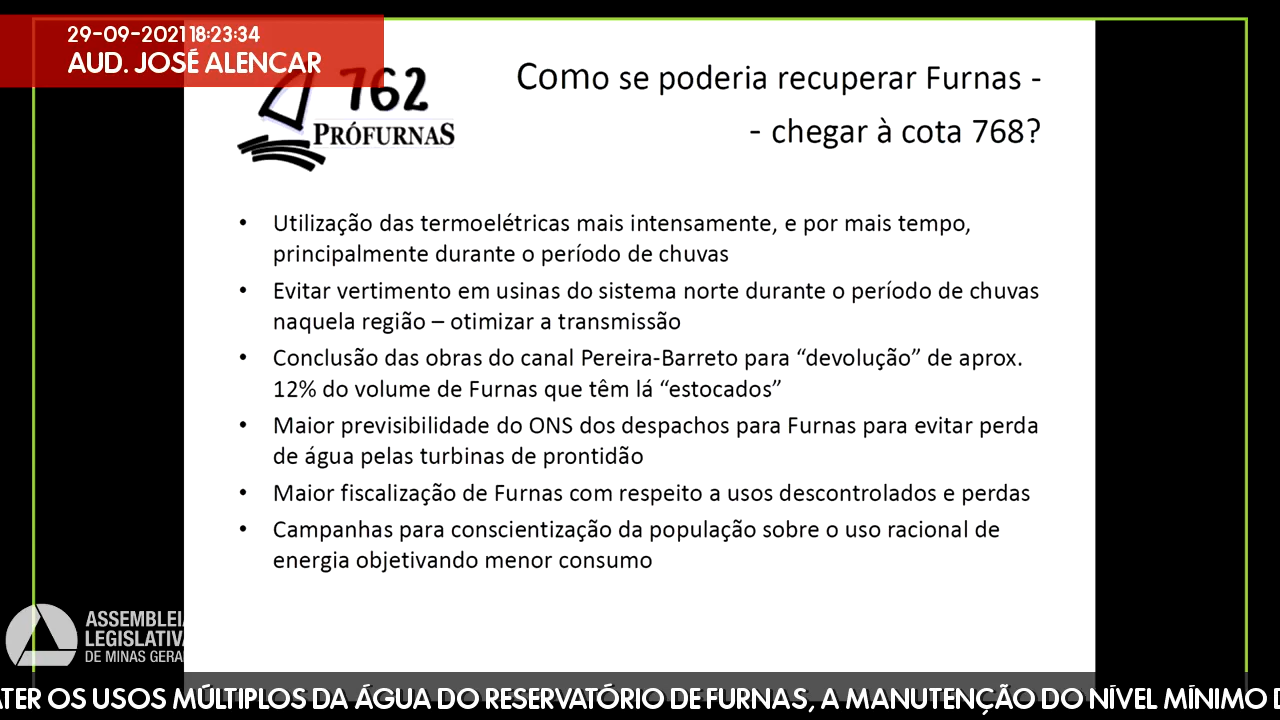 29-09-2021 18:23:34
AUD. JOSÉ ALENCAR
762
PRÓFURNAS
Como se poderia recuperar Furnas -
- chegar à cota 768?
• Utilização das termoelétricas mais intensamente, e por mais tempo,
principalmente durante o período de chuvas
• Evitar vertimento em usinas do sistema norte durante o período de chuvas
naquela região – otimizar a transmissão
• Conclusão das obras do canal Pereira-Barreto para “devolução” de aprox.
12% do volume de Furnas que têm lá “estocados”
• Maior previsibilidade do ONS dos despachos para Furnas para evitar perda
de água pelas turbinas de prontidão
• Maior fiscalização de Furnas com respeito a usos descontrolados e perdas
• Campanhas para conscientização da população sobre o uso racional de
energia objetivando menor consumo
ASSEMBLEIA
LEGISLATIVA
DE MINAS GERAI
TER OS USOS MÚLTIPLOS DA ÁGUA DO RESERVATÓRIO DE FURNAS, A MANUTENÇÃO DO NÍVEL MÍNIMO